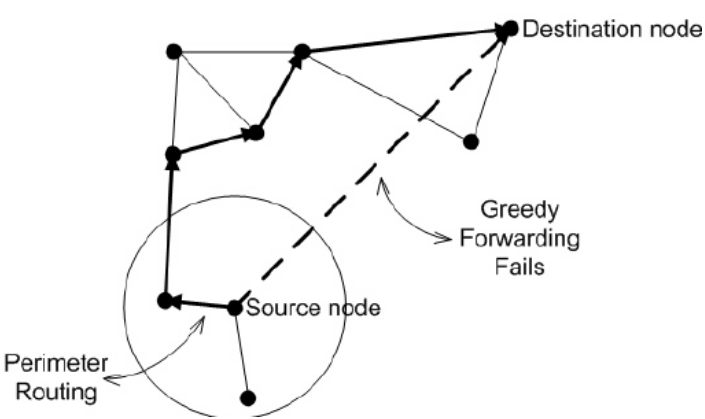 Destination node
Greedy
Forwarding
Fails
Source node
Perimeter
Routing